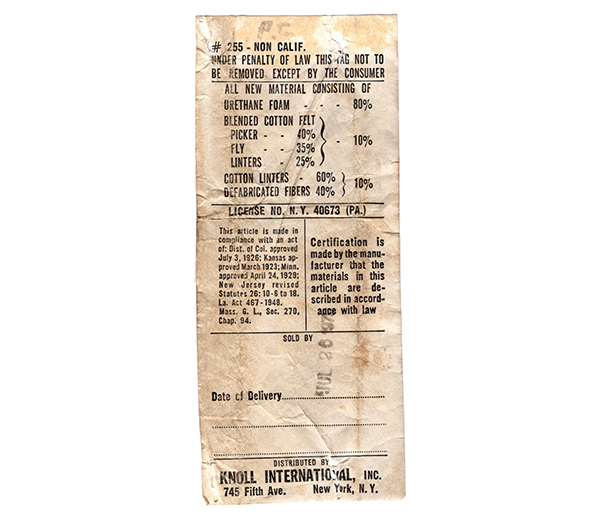 # 255 - NON CALIF.
UNDER PENALTY OF LAW THIS TAG NOT TO
BE REMOVED EXCEPT BY THE CONSUMER
ALL NEW MATERIAL CONSISTING OF
URETHANE FOAM - - - 80%
BLENDED COTTON FELT
PICKER - - 40%
FLY - - 35% - 10%
LINTERS - - 25%
COTTON LINTERS - 60%
DEFABRICATED FIBERS 40% 10%
LICENSE NO. N.Y. 40673 (PA.)
This article is made in
compliance with an act
of: Dist. of Col. approved
July 3, 1926; Kansas ap-
proved March 1923; Minn.
approved April 24, 1929;
New Jersey revised
Statutes 26: 10-6 to 18.
La. Act 467-1948.
Mass. G. L., Sec. 270,
Chap. 94.
Certification is
made by the manu-
facturer that the
materials in this
article are de-
scribed in accord-
ance with law
SOLD BY
Date of Delivery
DISTRIBUTED BY
KNOLL INTERNATIONAL, INC.
745 Fifth Ave. New York, N. Y.